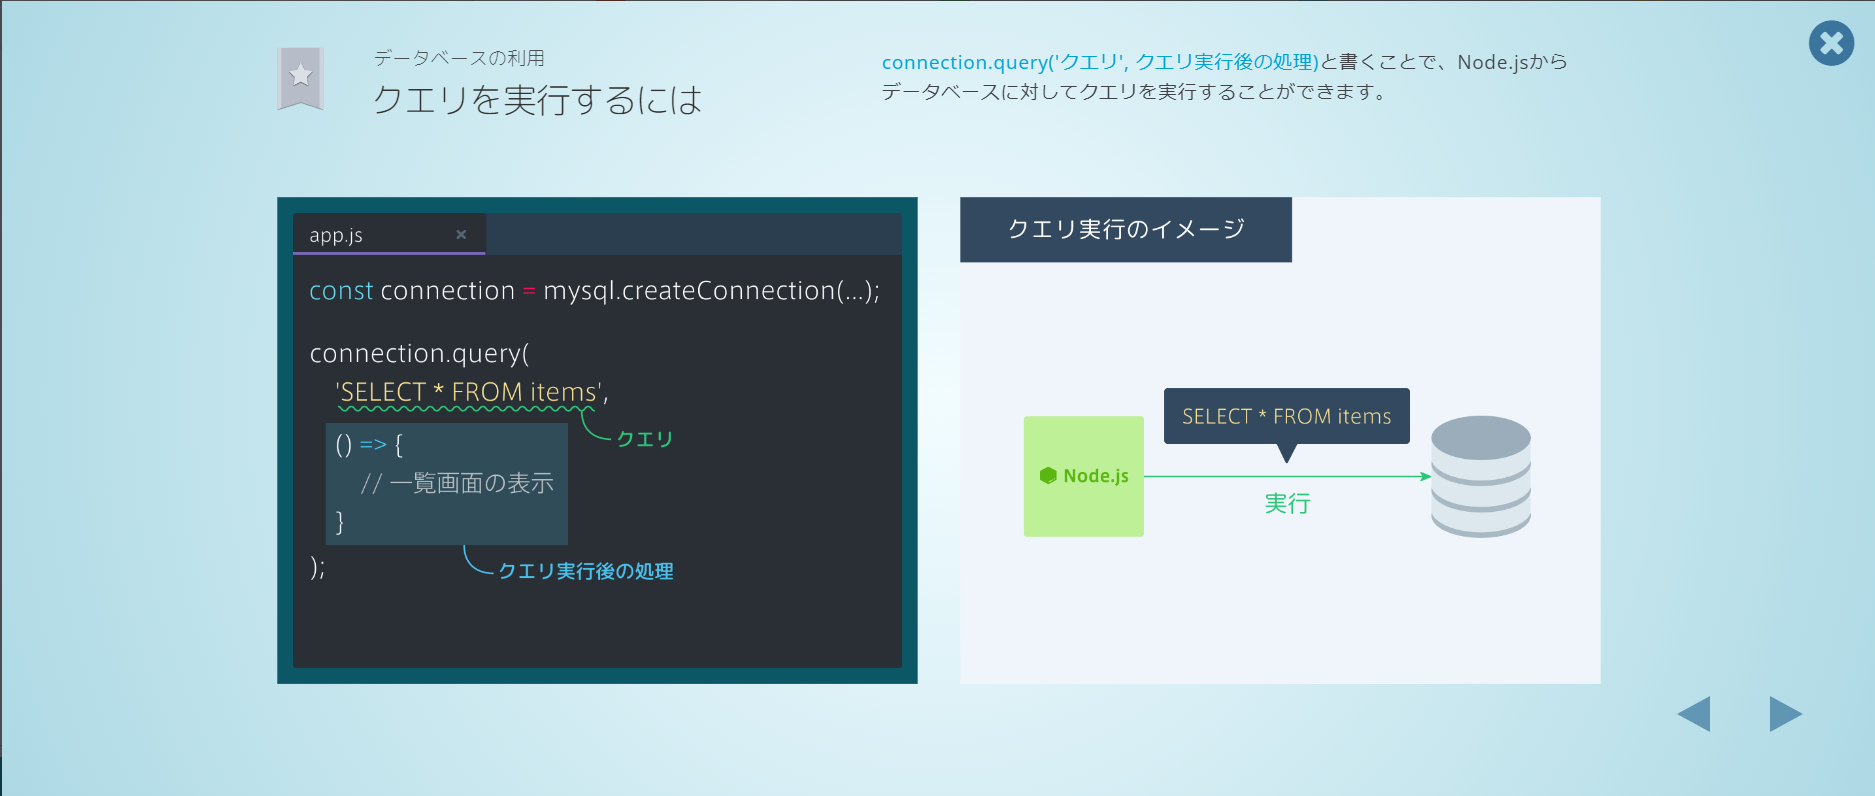 データベースの利用
クエリを実行するには
connection.query('クエリ', クエリ実行後の処理)と書くことで、Node.jsから
データベースに対してクエリを実行することができます。
app.js
const connection = mysql.createConnection(...);
connection.query(
'SELECT * FROM items',
クエリ
() => {
// 一覧画面の表示
}
);
クエリ実行後の処理
クエリ実行のイメージ
SELECT * FROM items
Node.js
実行